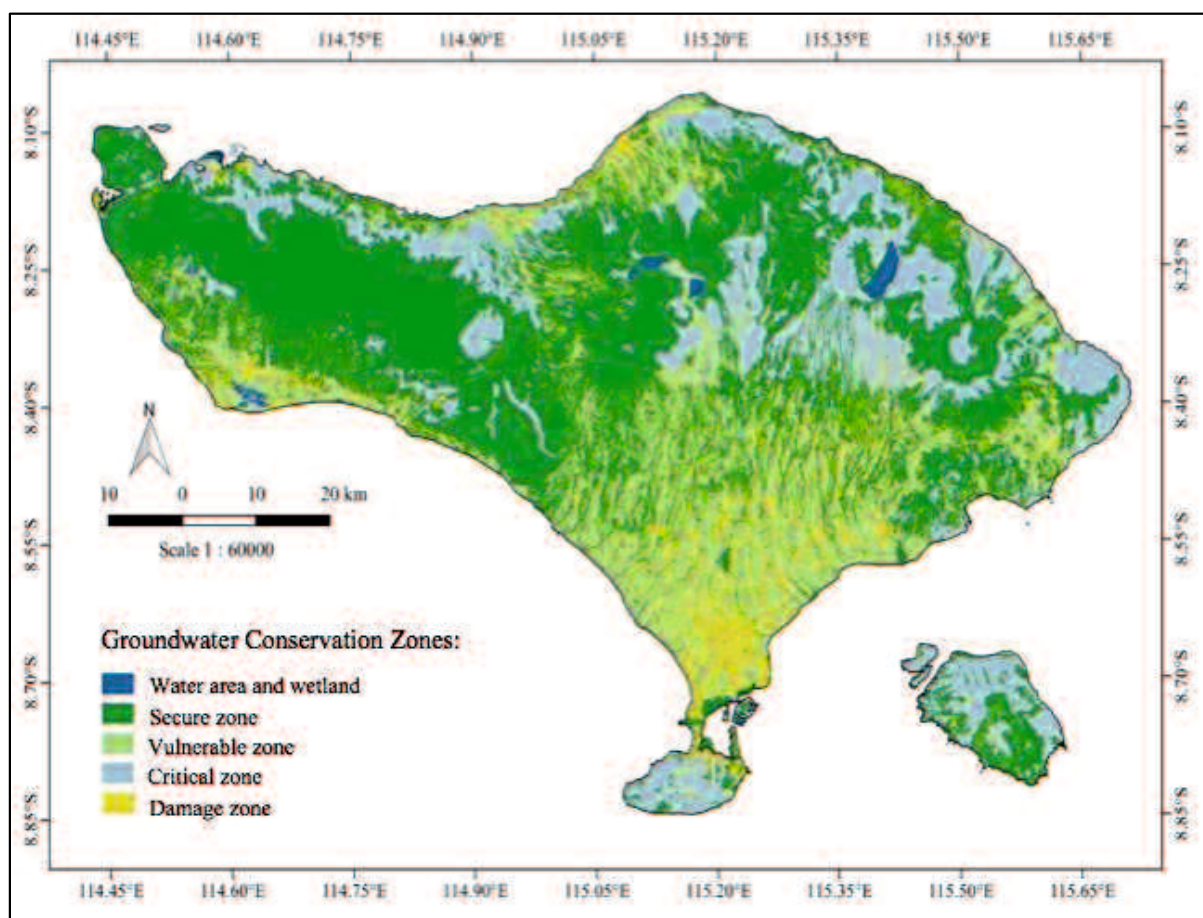 114.45°E 114.60°E 114.75°E 114.90°E 115.05°E 115.20°E 115.35°E 115.50°E 115.65°E
8.10°S 8.10°S
8.25°S 8.25°S
8.40°S 8.40°S
N
10 0 10 20 km
Scale 1 : 60000
8.55°S 8.55°S
Groundwater Conservation Zones:
8.70°S 8.70°S
Water area and wetland
Secure zone
Vulnerable zone
Critical zone
Damage zone
8.85°S 8.85°S
114.45°E 114.60°E 114.75°E 114.90°E 115.05°E 115.20°E 115.35°E 115.50°E 115.65°E